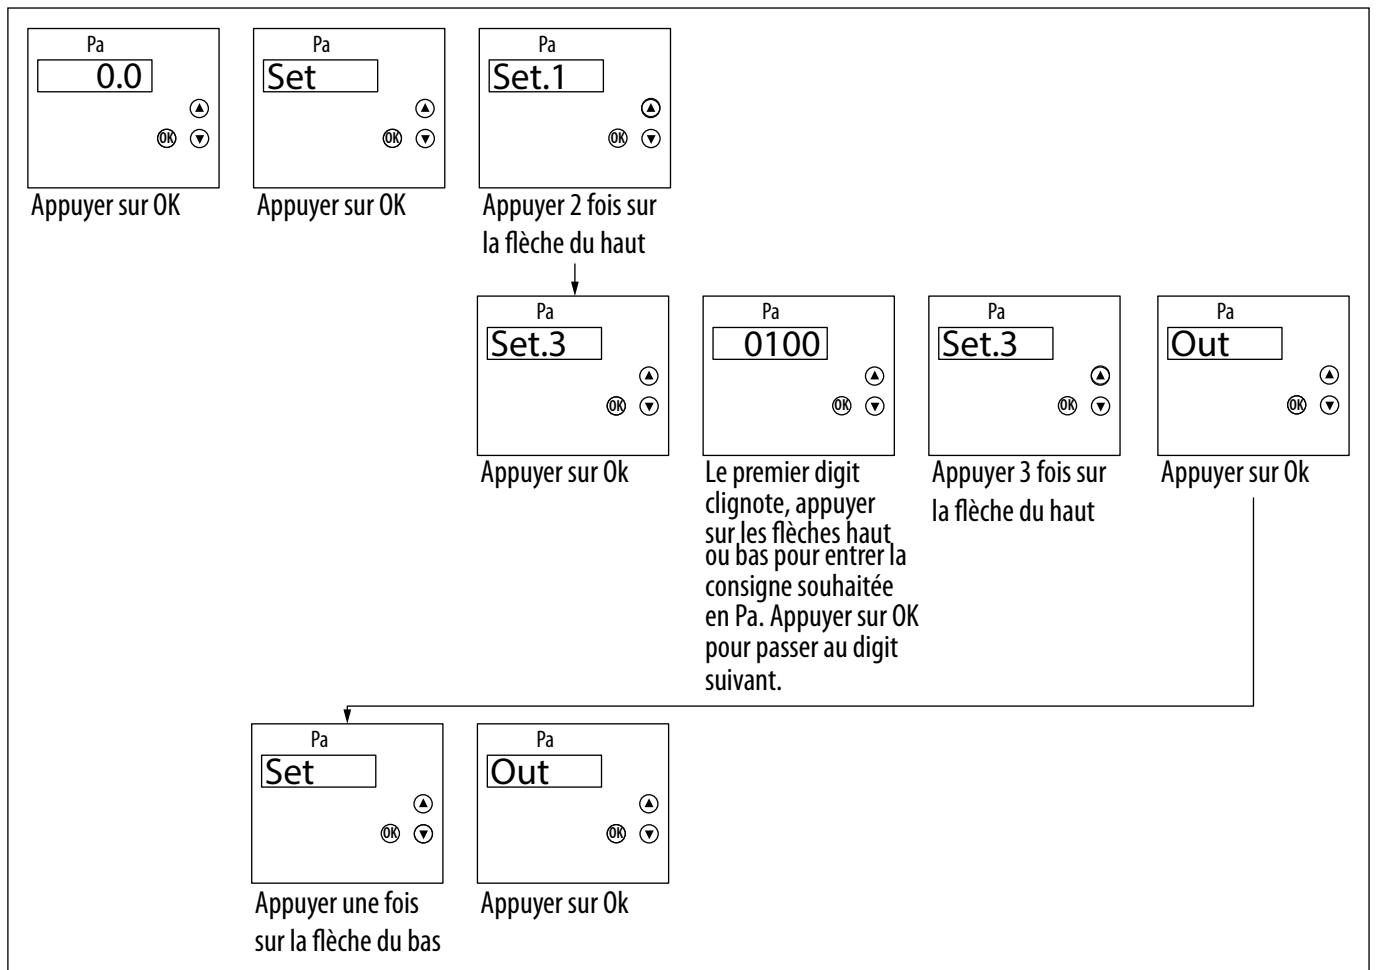 Pa
0.0
OK
Appuyer sur OK
Pa
Set
OK
Appuyer sur OK
Pa
Set.1
OK
Appuyer 2 fois sur
la flèche du haut
Pa
Set.3
OK
Appuyer sur Ok
Pa
0100
OK
Le premier digit
clignote, appuyer
sur les flèches haut
ou bas pour entrer la
consigne souhaitée
en Pa. Appuyer sur OK
pour passer au digit
suivant.
Pa
Set.3
OK
Appuyer 3 fois sur
la flèche du haut
Pa
Out
OK
Appuyer sur Ok
Pa
Set
OK
Appuyer une fois
sur la flèche du bas
Pa
Out
OK
Appuyer sur Ok